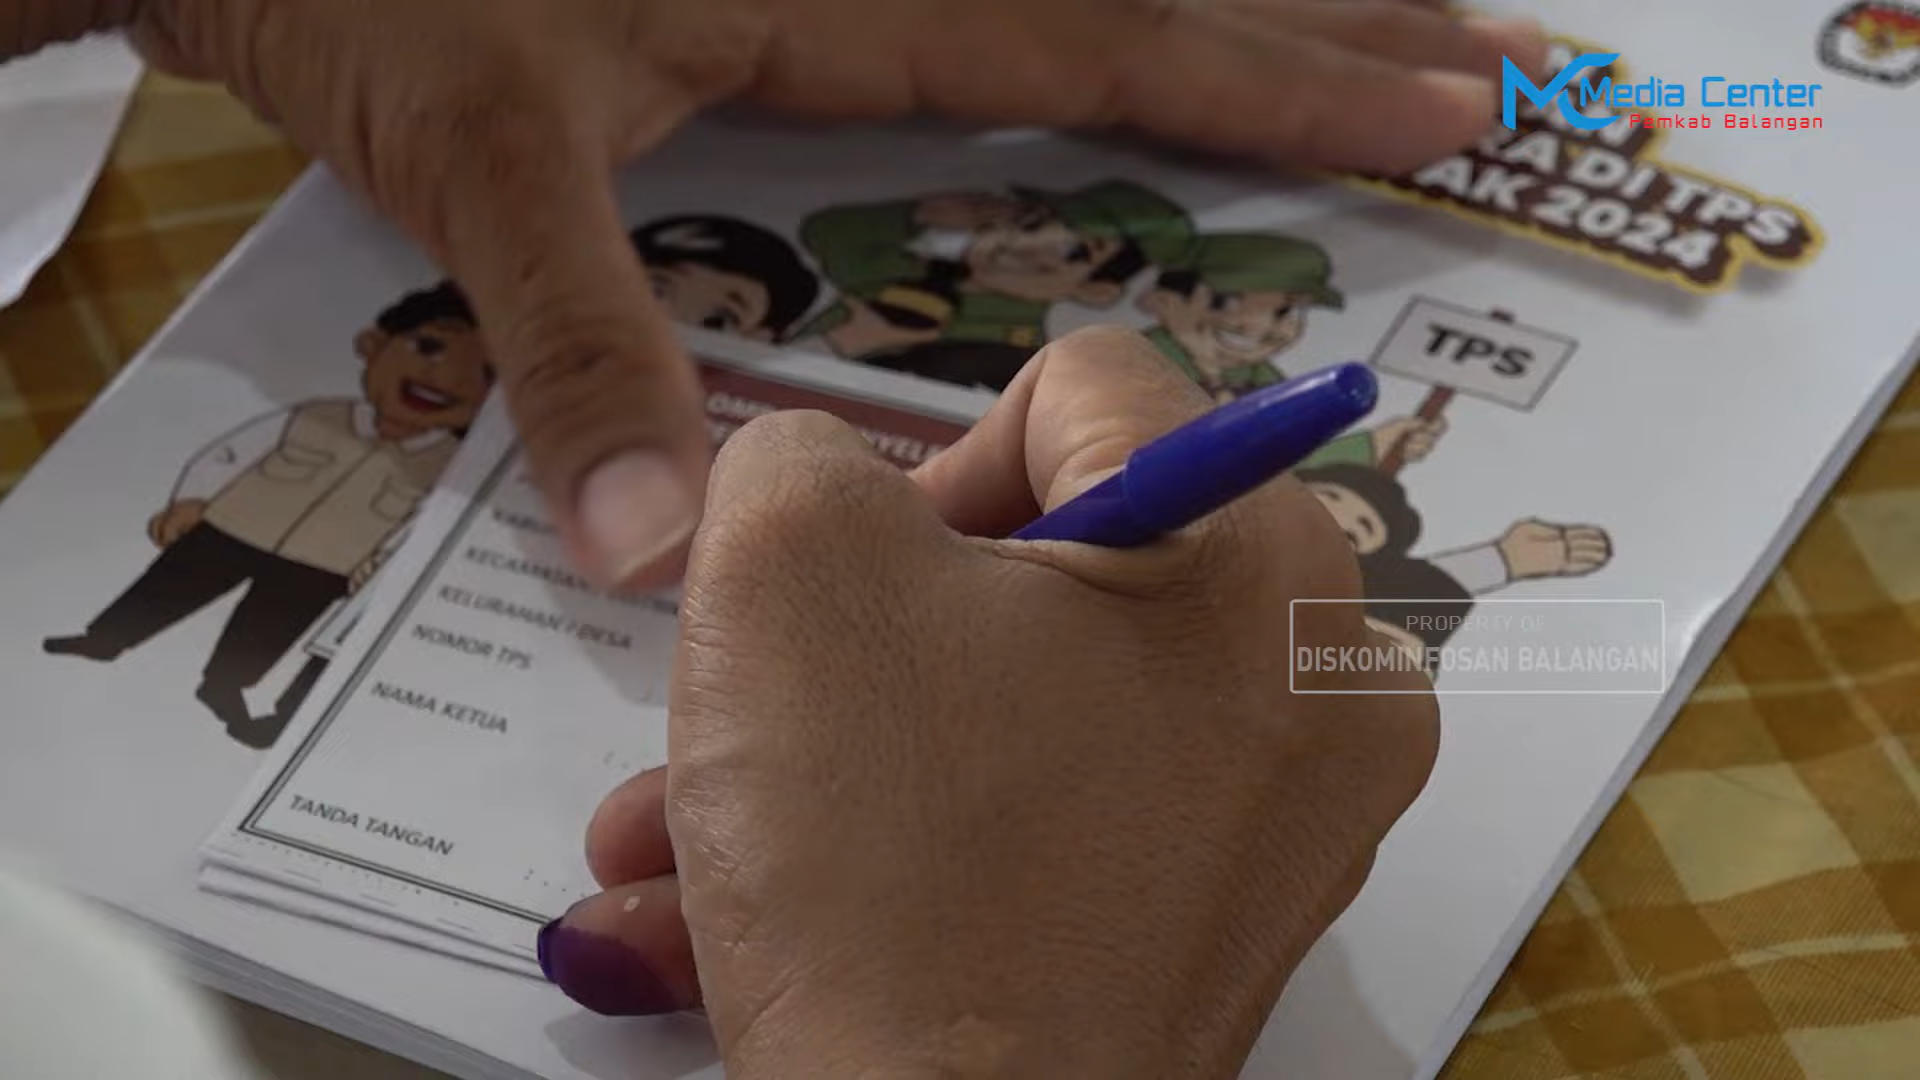 Media Center
Pemkab Balangan
DI TPS
AK 2024
TPS
KECAMATAN
KELURAHAN / DESA
NOMOR TPS
NAMA KETUA
TANDA TANGAN
PROPERTY OF
DISKOMINFOSAN BALANGAN